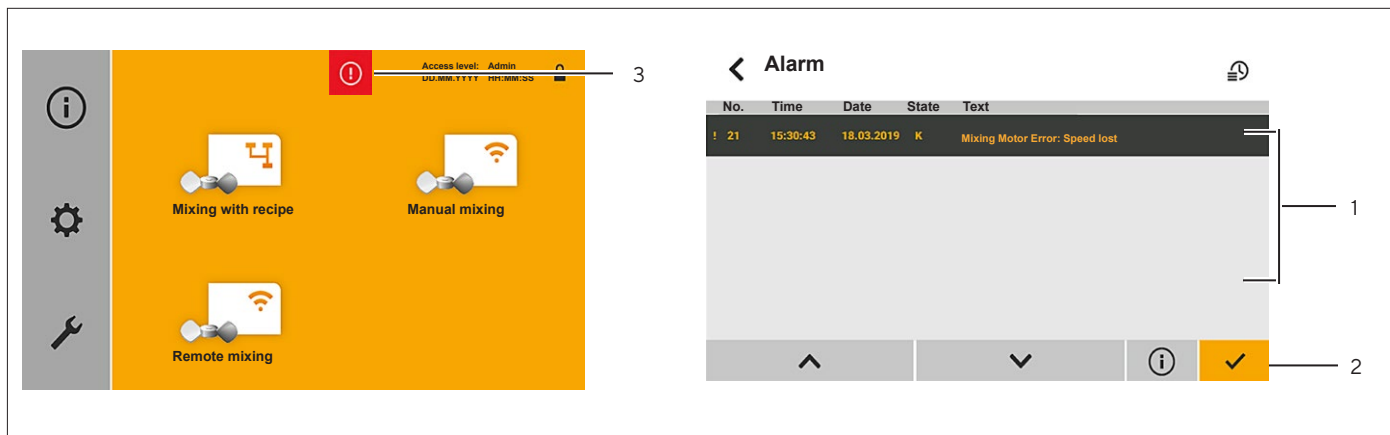 Access level: Admin
DD.MM.YYYY HH:MM:SS
3
Mixing with recipe
Manual mixing
Remote mixing
Alarm
No. Time Date State Text
! 21 15:30:43 18.03.2019 K Mixing Motor Error: Speed lost
1
2